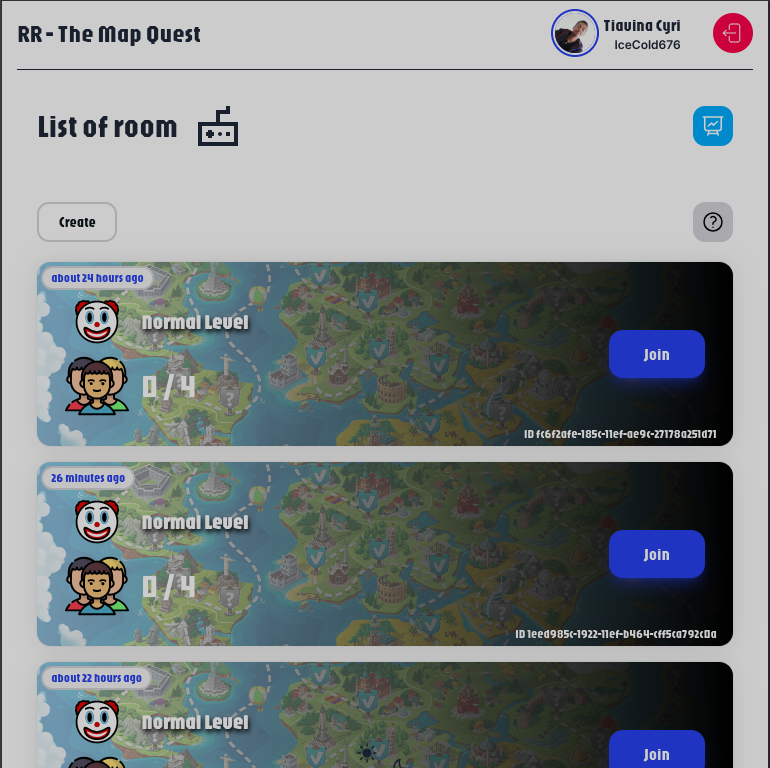 RR - The Map Quest
Tiavina Cyri
IceCold676
List of room
Create
about 24 hours ago
Normal Level
0 / 4
Join
ID fc6f2afe-185c-11ef-ae9c-27178a251d71
26 minutes ago
Normal Level
0 / 4
Join
ID 1eed985c-1922-11ef-b464-cff5ca792c0a
about 22 hours ago
Normal Level
Join